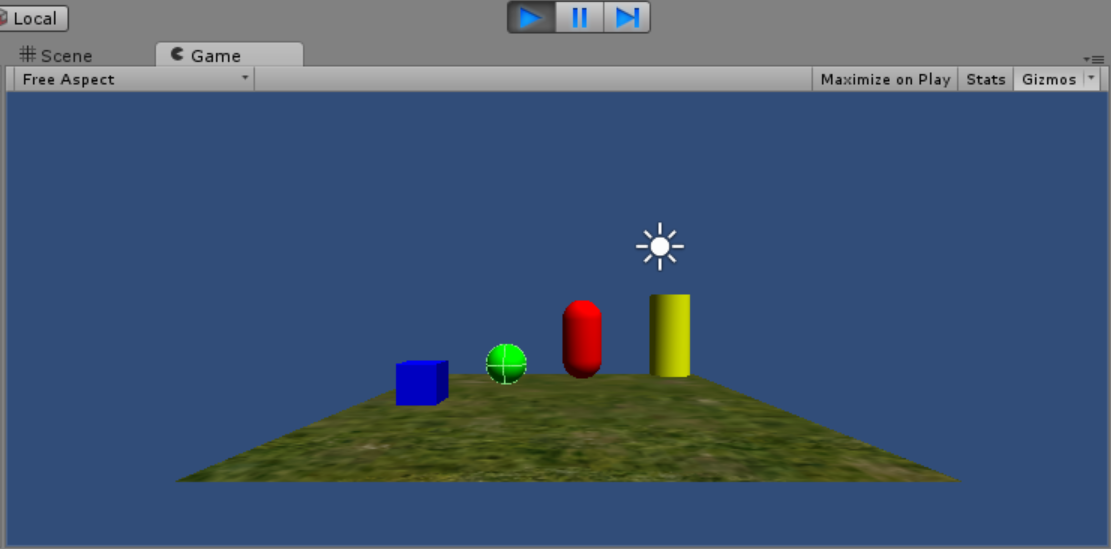 Local
Scene
Game
Free Aspect
Maximize on Play
Stats
Gizmos